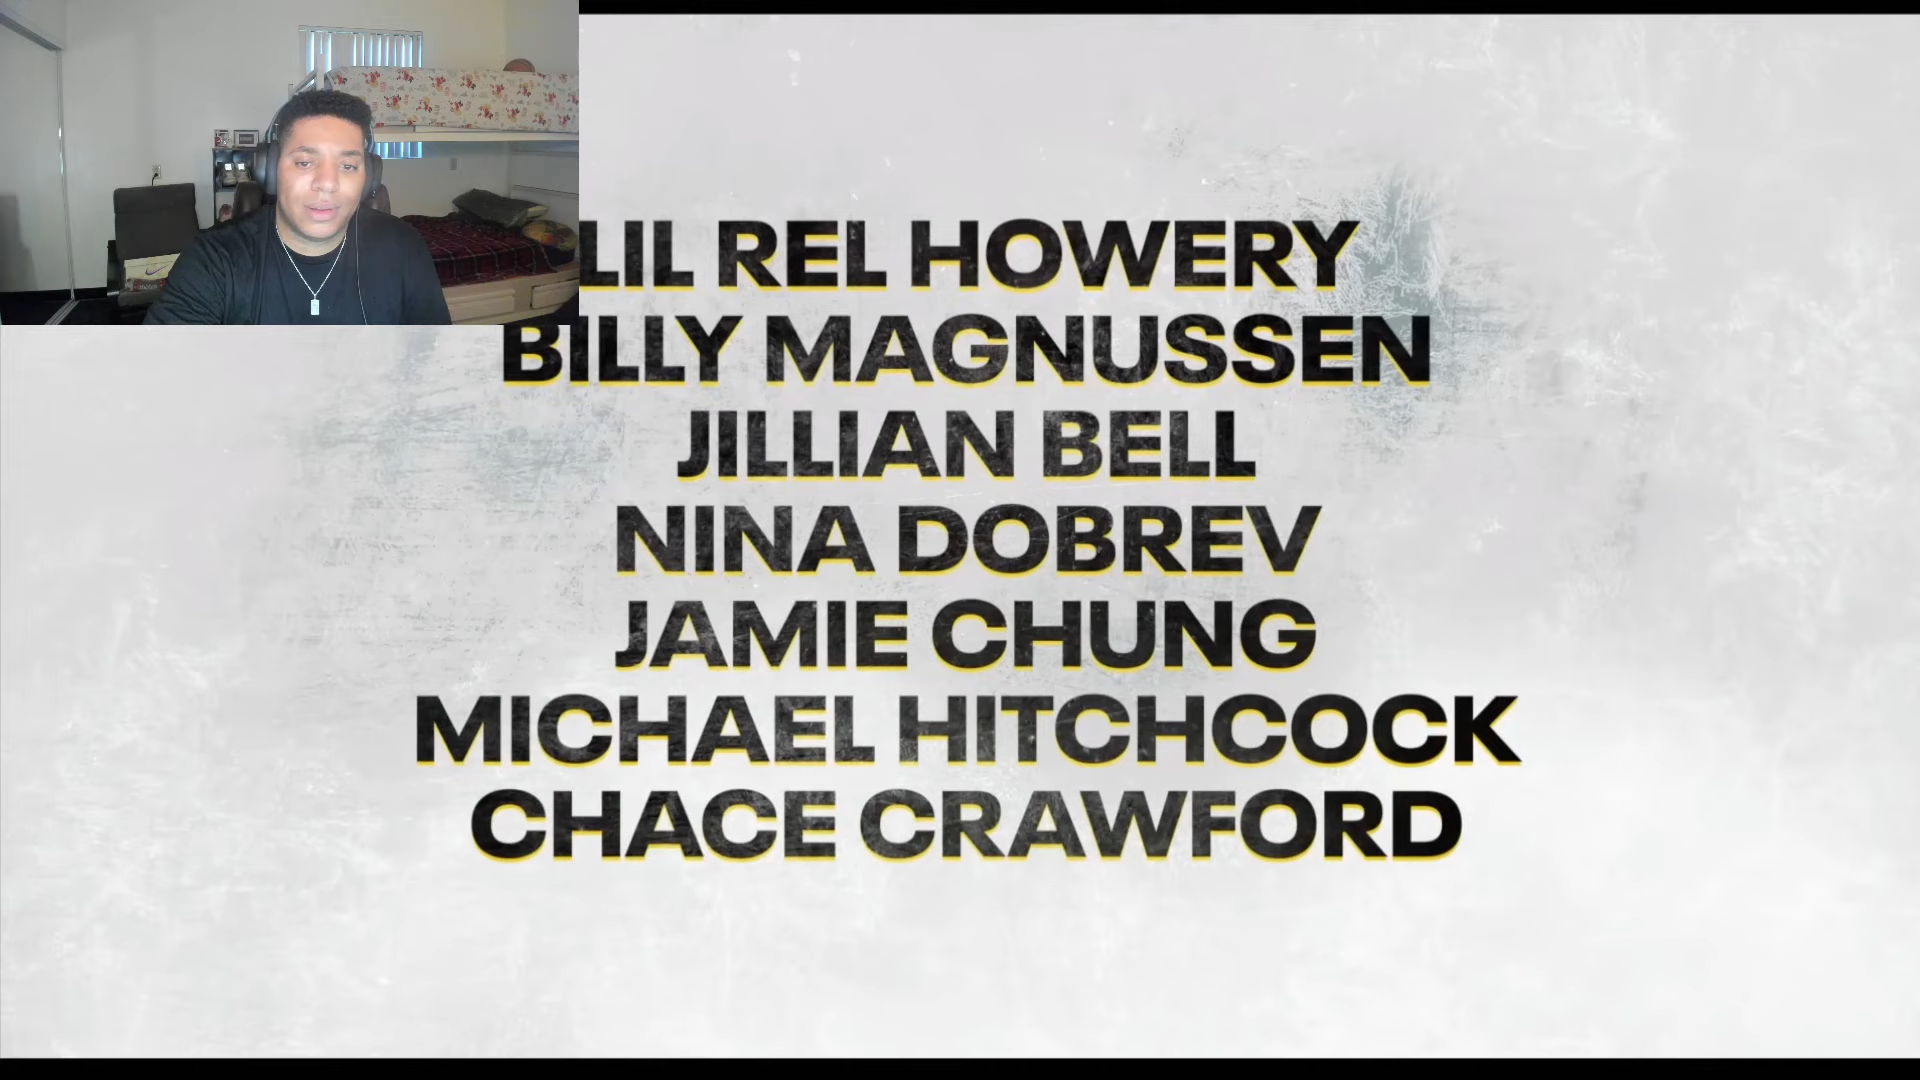 LIL REL HOWERY
BILLY MAGNUSSEN
JILLIAN BELL
NINA DOBREV
JAMIE CHUNG
MICHAEL HITCHCOCK
CHACE CRAWFORD